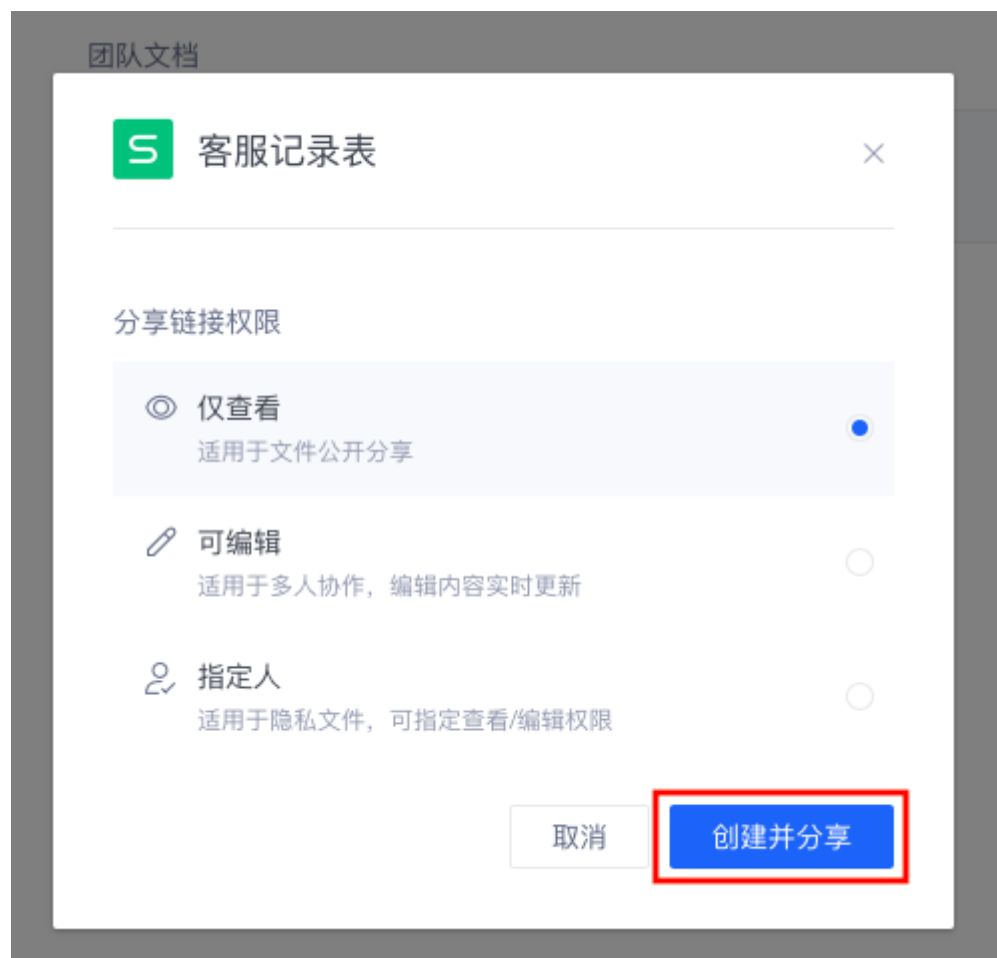 团队文档
S 客服记录表
分享链接权限
仅查看
适用于文件公开分享
可编辑
适用于多人协作，编辑内容实时更新
指定人
适用于隐私文件，可指定查看/编辑权限
取消 创建并分享